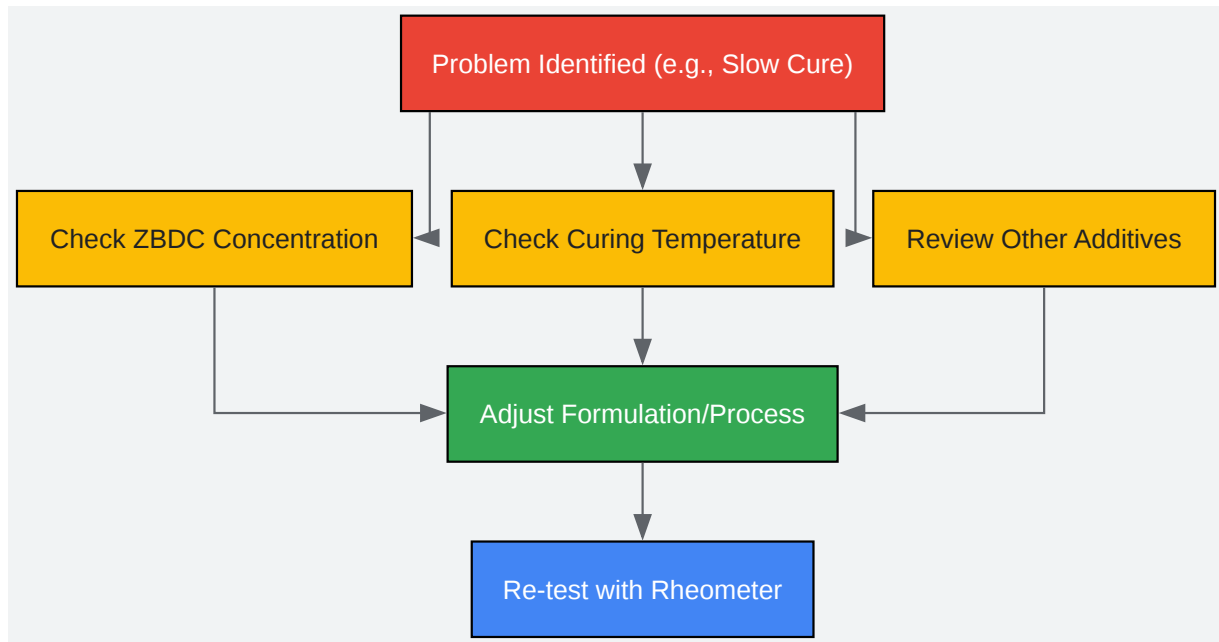 Problem Identified (e.g., Slow Cure)
Check ZBDC Concentration
Check Curing Temperature
Review Other Additives
Adjust Formulation/Process
Re-test with Rheometer